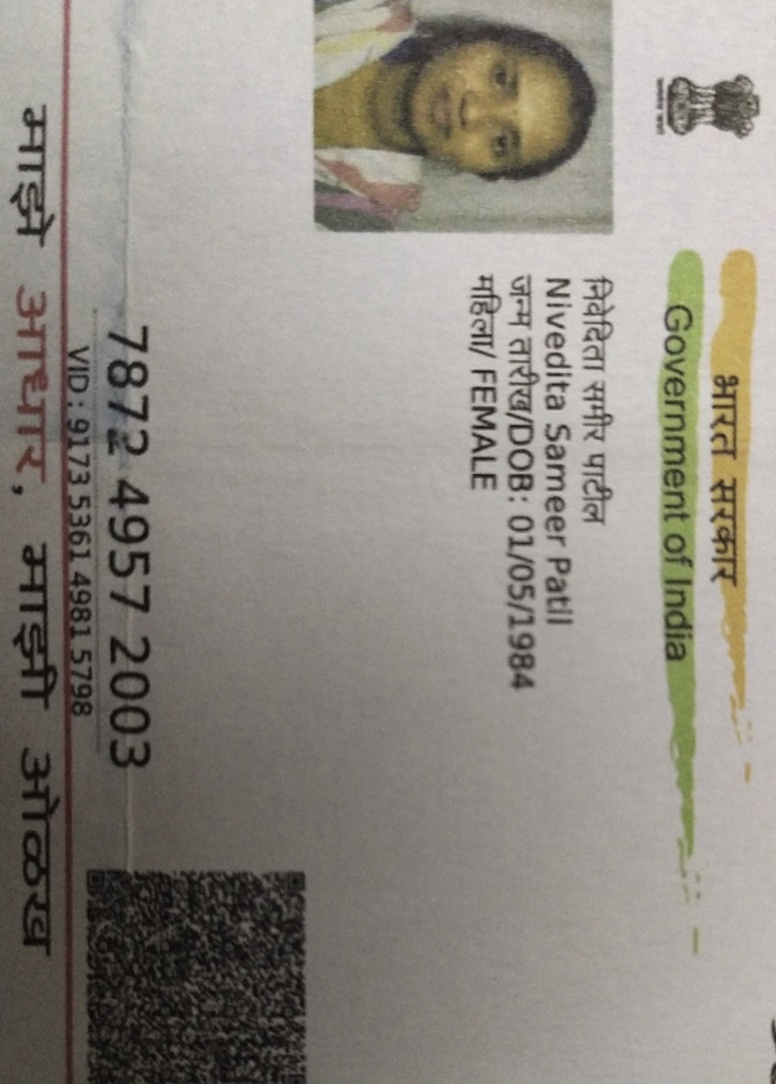 भारत सरकार
Government of India
निवेदिता समीर पाटील
Nivedita Sameer Patil
जन्म तारीख/DOB: 01/05/1984
महिला/ FEMALE
7872 4957 2003
VID : 9173 5361 4981 5798
माझे आधार, माझी ओळख